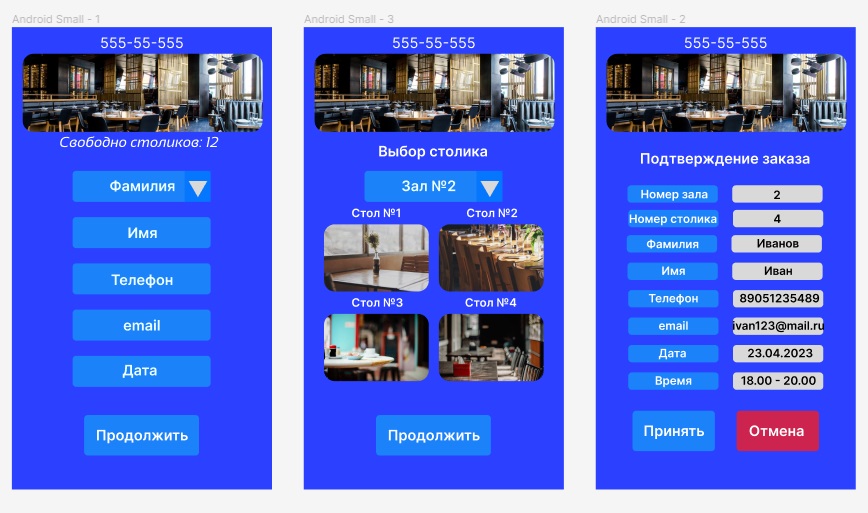 Android Small - 1
555-55-555
Свободно столиков: 12
Фамилия
Имя
Телефон
email
Дата
Продолжить
Android Small - 3
555-55-555
Выбор столика
Зал №2
Стол №1 Стол №2
Стол №3 Стол №4
Продолжить
Android Small - 2
555-55-555
Подтверждение заказа
Номер зала 2
Номер столика 4
Фамилия Иванов
Имя Иван
Телефон 89051235489
email ivan123@mail.ru
Дата 23.04.2023
Время 18.00 - 20.00
Принять Отмена